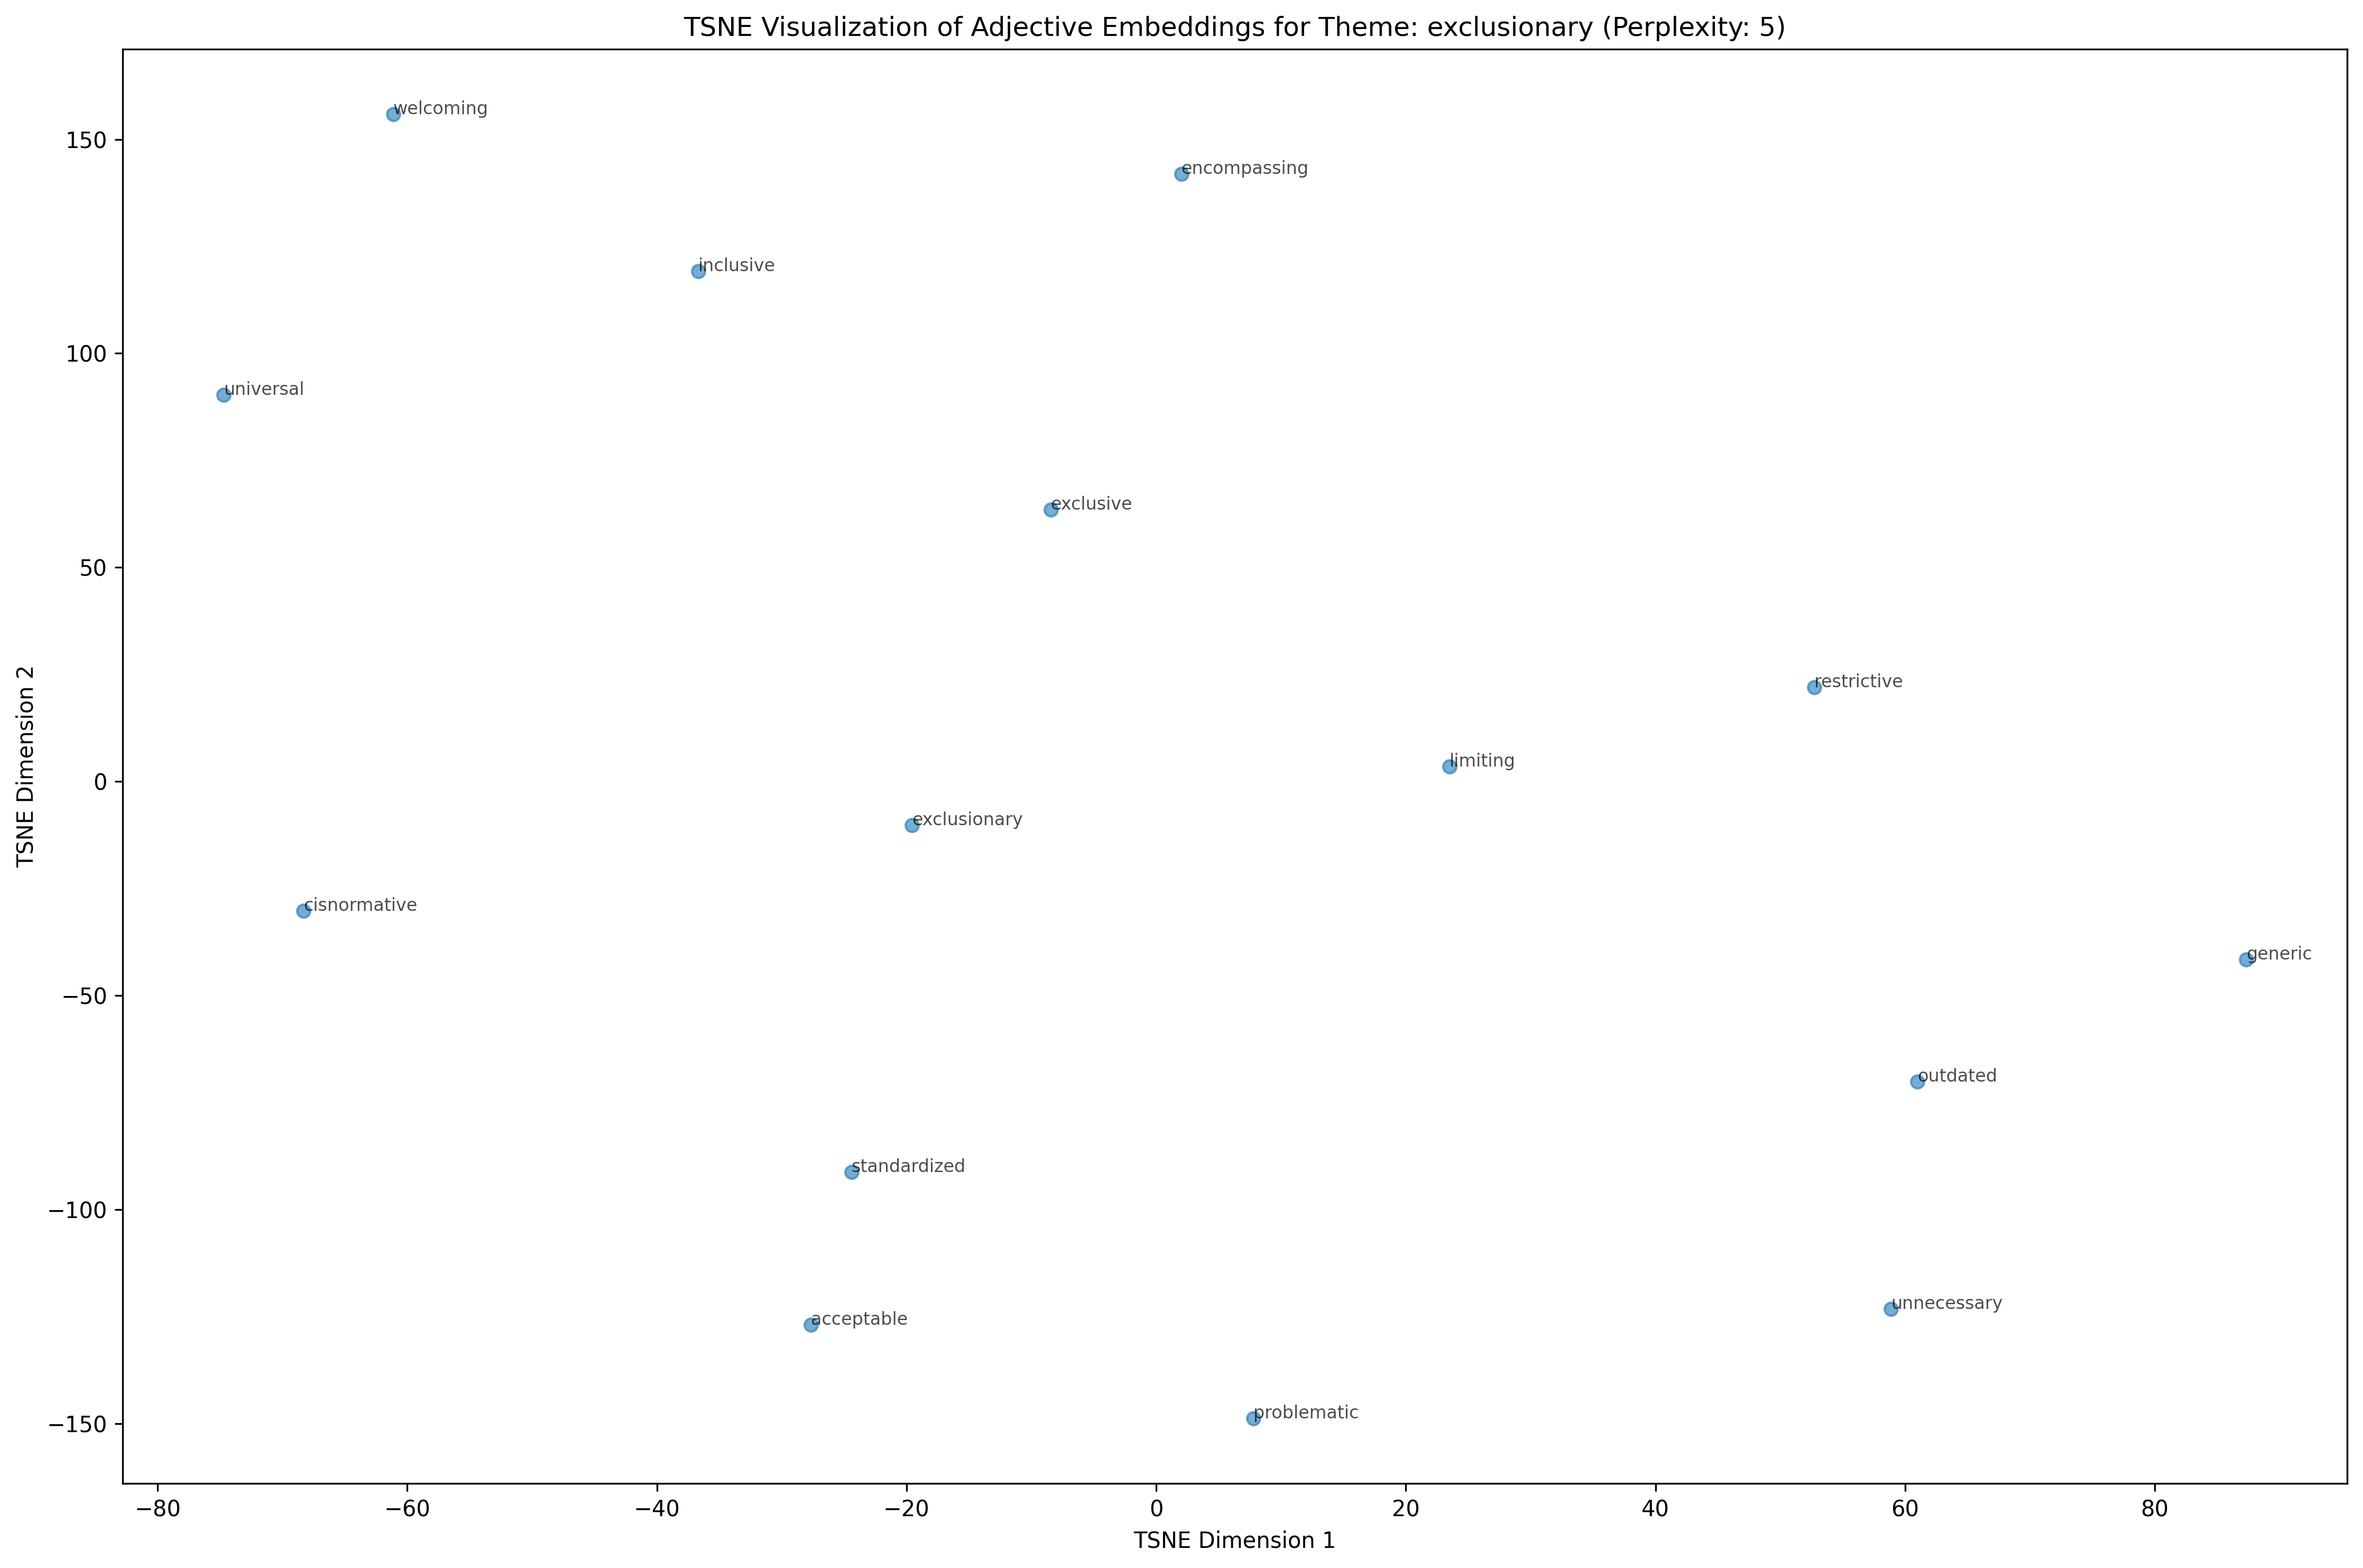 TSNE Visualization of Adjective Embeddings for Theme: exclusionary (Perplexity: 5)
welcoming
encompassing
inclusive
universal
exclusive
restrictive
limiting
exclusionary
cisnormative
generic
outdated
standardized
unnecessary
acceptable
problematic
150
100
50
0
−50
−100
−150
TSNE Dimension 2
−80 −60 −40 −20 0 20 40 60 80
TSNE Dimension 1